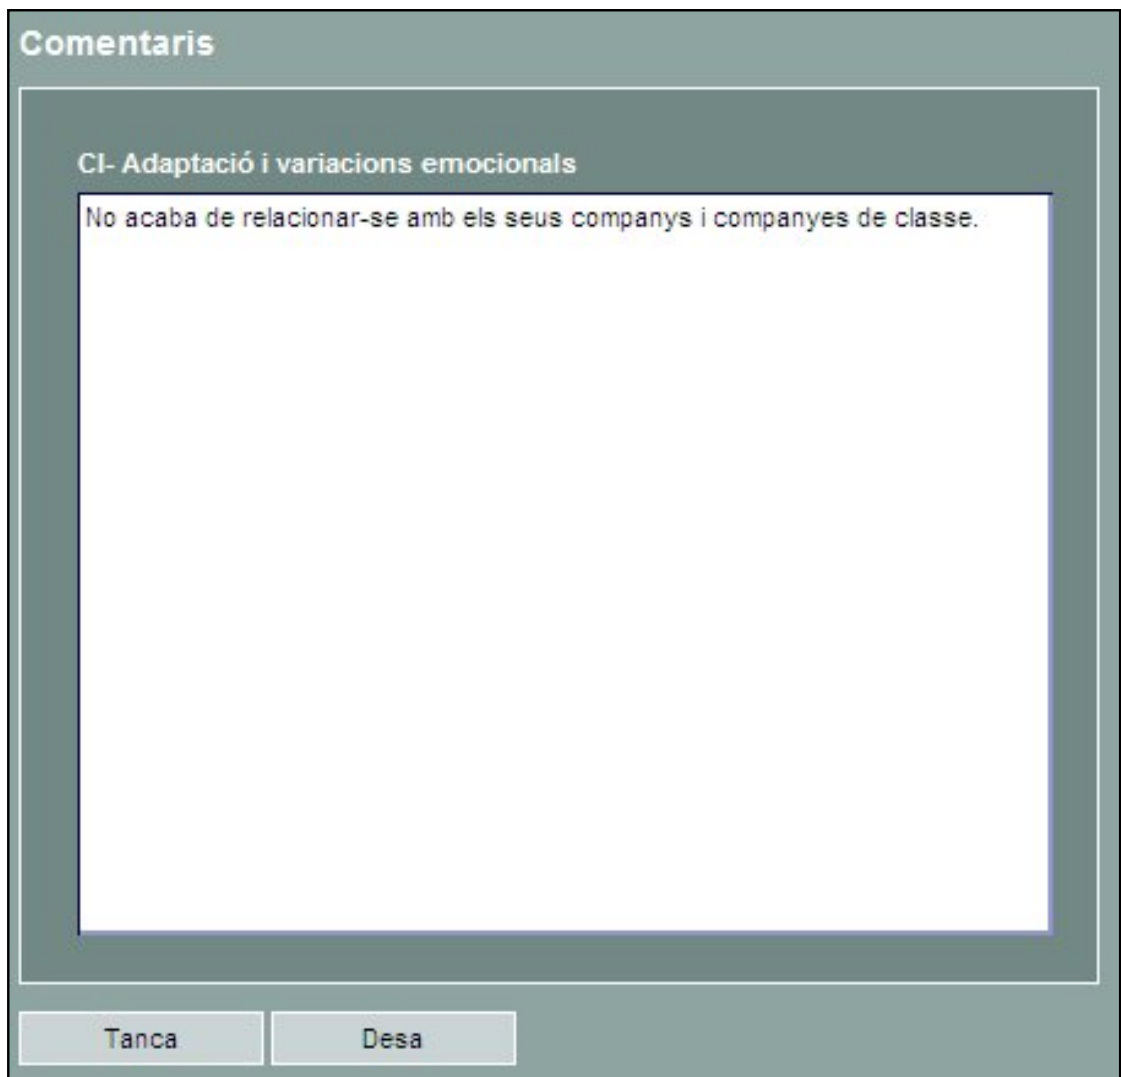 Comentaris
CI- Adaptació i variacions emocionals
No acaba de relacionar-se amb els seus companys i companyes de classe.
Tanca
Desa